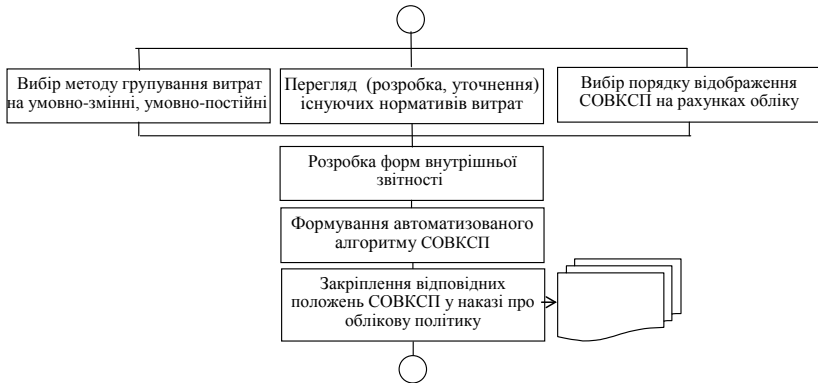 Вибір методу групування витрат
на умовно-змінні, умовно-постійні
Перегляд (розробка, уточнення)
існуючих нормативів витрат
Вибір порядку відображення
СОВКСП на рахунках обліку
Розробка форм внутрішньої
звітності
Формування автоматизованого
алгоритму СОВКСП
Закріплення відповідних
положень СОВКСП у наказі про
облікову політику